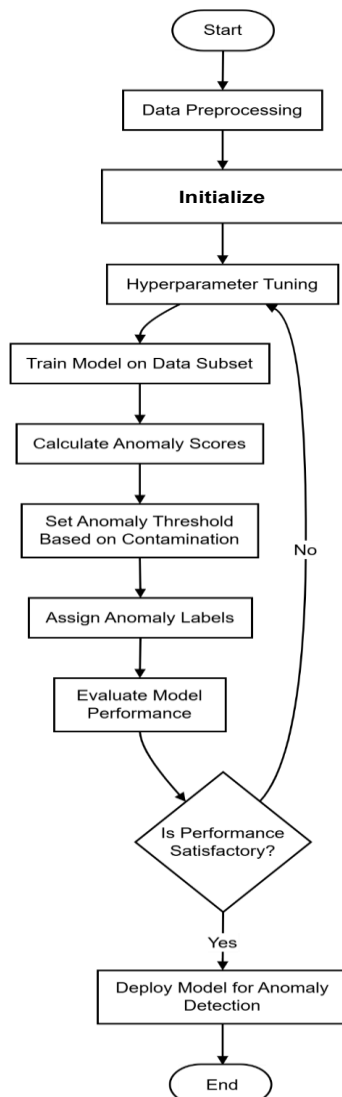 Start
Data Preprocessing
Initialize
Hyperparameter Tuning
Train Model on Data Subset
Calculate Anomaly Scores
Set Anomaly Threshold
Based on Contamination
No
Assign Anomaly Labels
Evaluate Model
Performance
Is Performance
Satisfactory?
Yes
Deploy Model for Anomaly
Detection
End